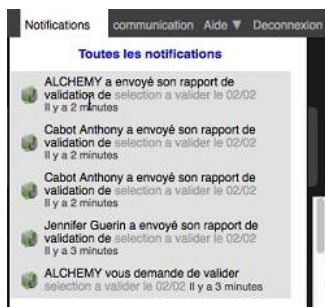 Notifications communication Aide ▼ Deconnexion
Toutes les notifications
ALCHEMY a envoyé son rapport de
validation de selection a valider le 02/02
Il y a 2 minutes
Cabot Anthony a envoyé son rapport de
validation de selection a valider le 02/02
Il y a 2 minutes
Cabot Anthony a envoyé son rapport de
validation de selection a valider le 02/02
Il y a 2 minutes
Jennifer Guerin a envoyé son rapport de
validation de selection a valider le 02/02
Il y a 3 minutes
ALCHEMY vous demande de valider
selection a valider le 02/02 Il y a 3 minutes